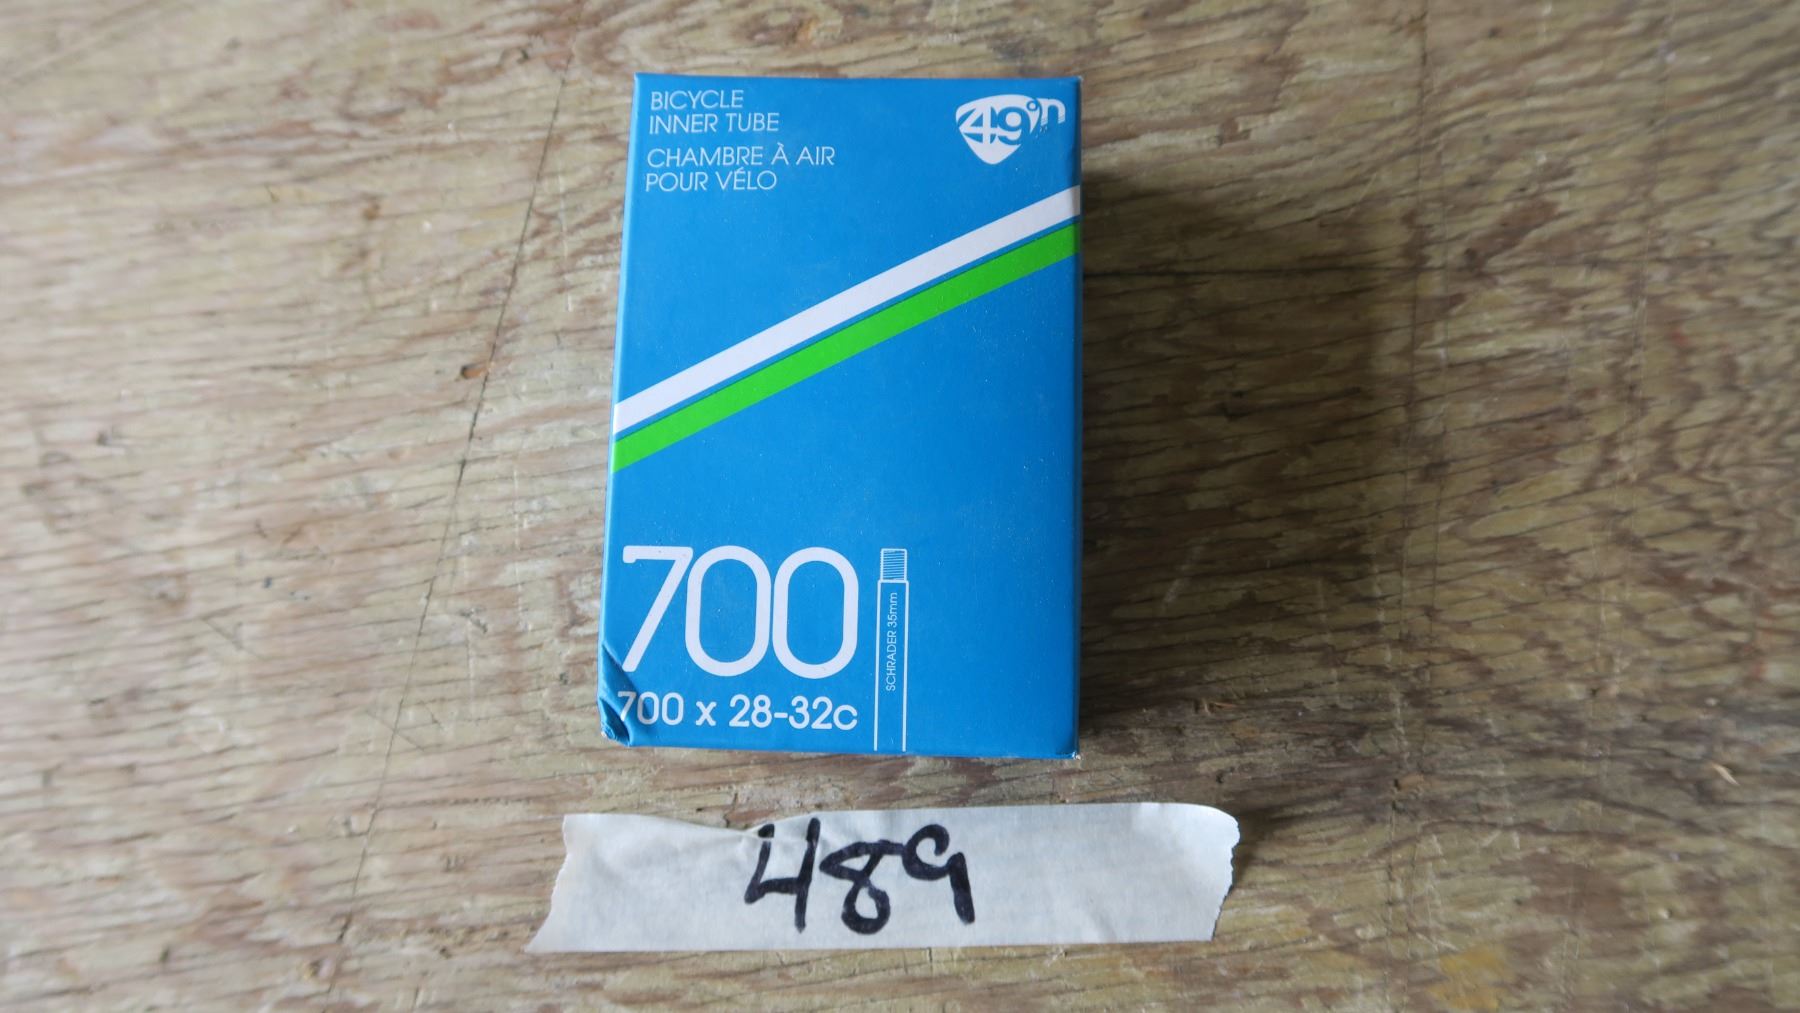 BICYCLE
INNER TUBE
CHAMBRE À AIR
POUR VÉLO
49°n
700
SCHRADER 35mm
700 x 28-32c
489